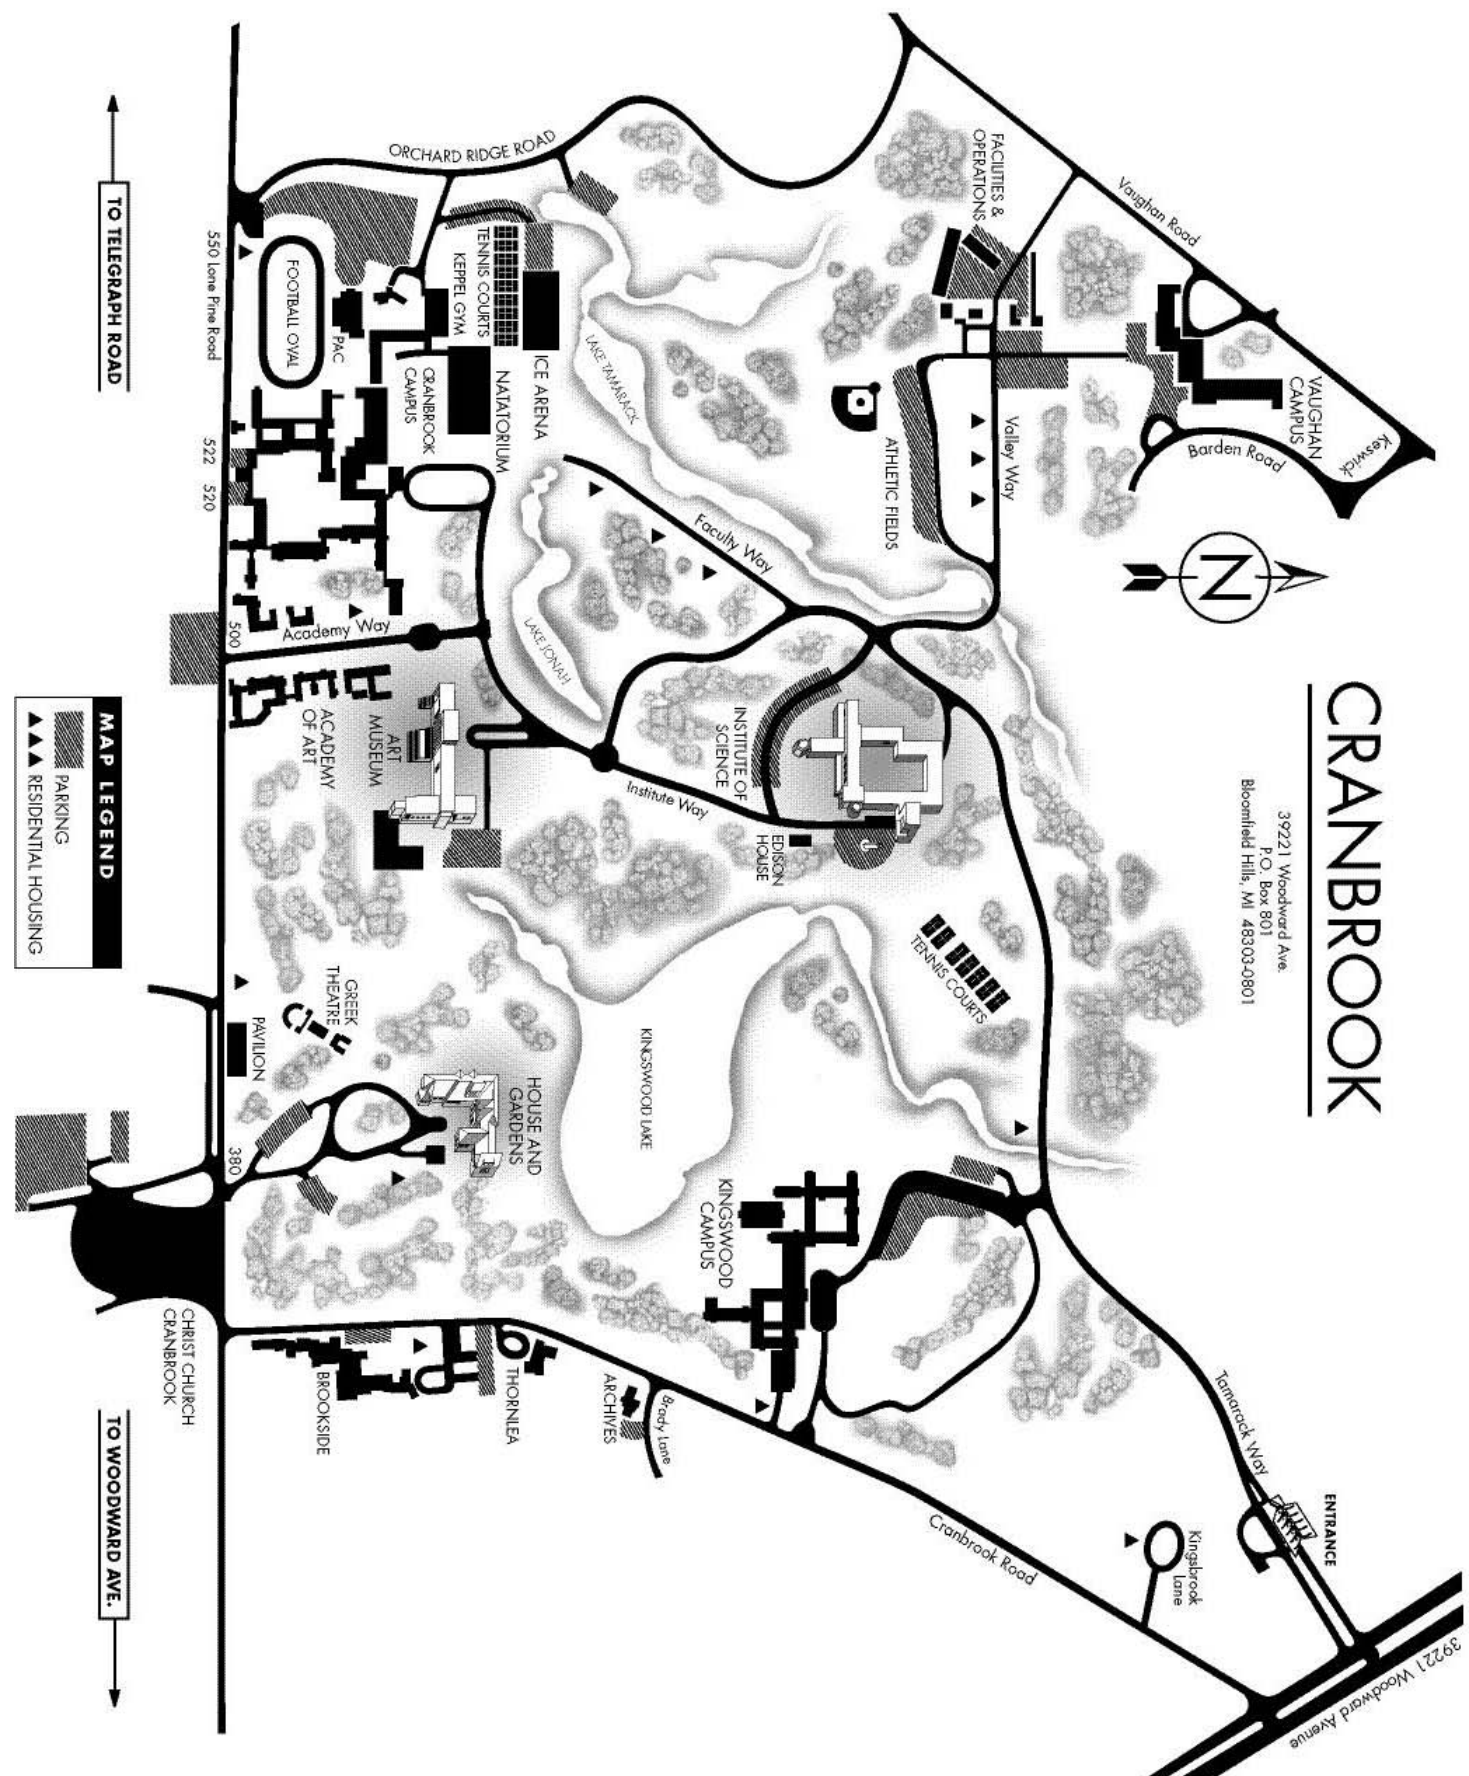 CRANBROOK
39221 Woodward Ave.
P.O. Box 801
Bloomfield Hills, MI 48303-0801
N
Vaughan Road
Keswick
VAUGHAN
CAMPUS
Barden Road
FACILITIES &
OPERATIONS
Valley Way
ATHLETIC FIELDS
ORCHARD RIDGE ROAD
TENNIS COURTS
KEPPEL GYM
ICE ARENA
NATATORIUM
CRANBROOK
CAMPUS
PAC
FOOTBALL OVAL
LAKE TAMARACK
Faculty Way
LAKE JONAH
Academy Way
ACADEMY
OF ART
ART
MUSEUM
INSTITUTE OF
SCIENCE
Institute Way
EDISON
HOUSE
TENNIS COURTS
KINGSWOOD LAKE
GREEK
THEATRE
PAVILION
HOUSE AND
GARDENS
KINGSWOOD
CAMPUS
Tamarack Way
ENTRANCE
Kingsbrook
Lane
Cranbrook Road
39221 Woodward Avenue
Brady Lane
ARCHIVES
THORNLEA
BROOKSIDE
CHRIST CHURCH
CRANBROOK
550 Lone Pine Road
522
520
500
380
TO TELEGRAPH ROAD
MAP LEGEND
PARKING
RESIDENTIAL HOUSING
TO WOODWARD AVE.